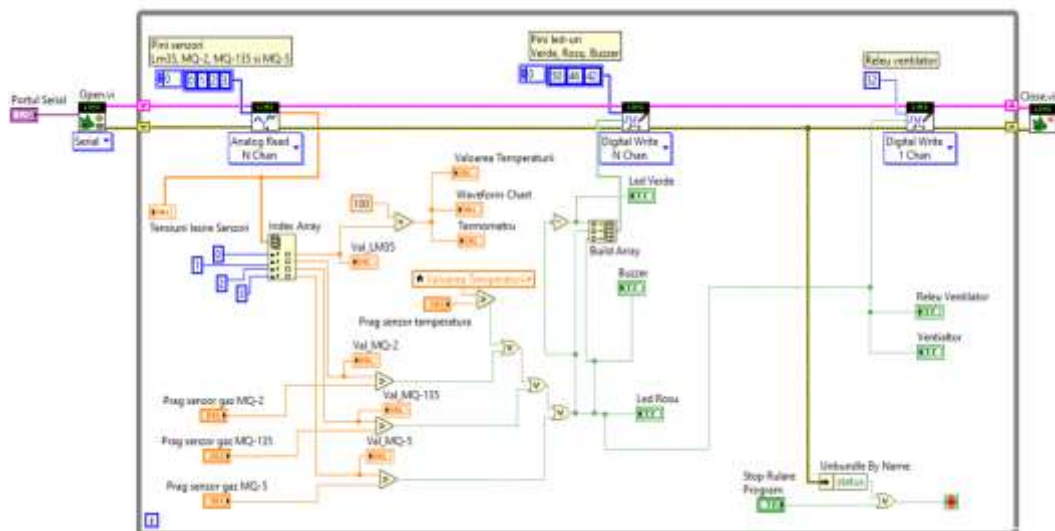 Pini senzori
Lm35, MQ-2, MQ-135 si MQ-5
Pini led-uri
Verde, Rosu, Buzzer
Releu ventilator
Portul Serial
Open.vi
Close.vi
Serial
Analog Read
N Chan
Digital Write
N Chan
Digital Write
1 Chan
Valoarea Temperaturii
Waveform Chart
Termometru
Led Verde
Tensiuni Iesire Senzori
Index Array
100
Val_LM35
Build Array
Buzzer
Valoarea Temperaturii
Prag sensor temperatura
Releu Ventilator
Ventialtor
Val_MQ-2
Prag sensor gaz MQ-2
Val_MQ-135
Led Rosu
Prag senzor gaz MQ-135
Val_MQ-5
Prag sensor gaz MQ-5
Stop Rulare
Program
Unbundle By Name
status
i